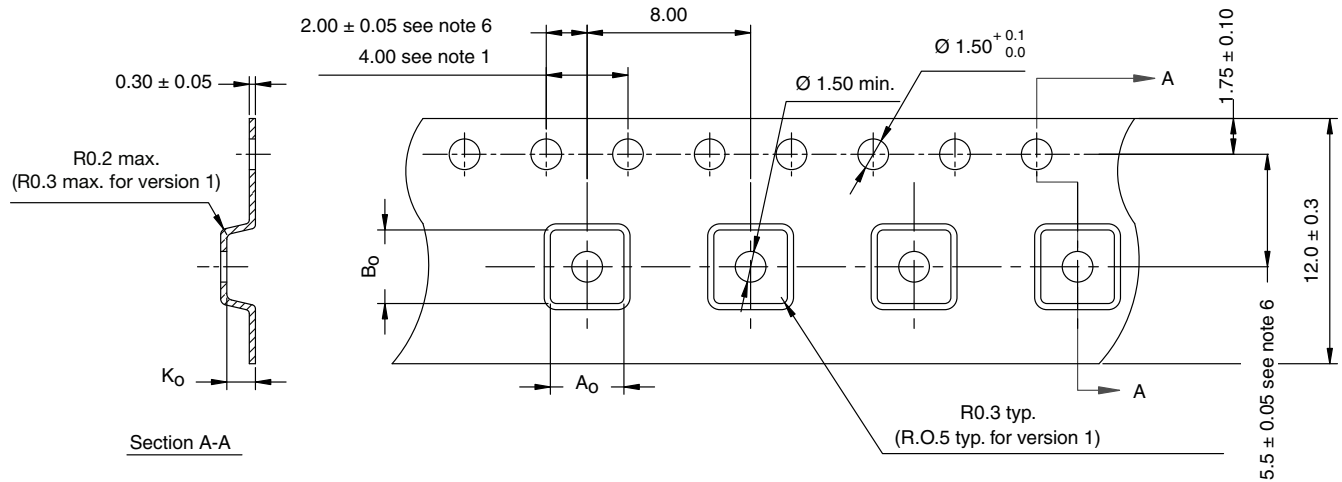 2.00 ± 0.05 see note 6
8.00
4.00 see note 1
0.30 ± 0.05
Ø 1.50 +0.1 0.0
Ø 1.50 min.
A
1.75 ± 0.10
R0.2 max.
(R0.3 max. for version 1)
Bo
12.0 ± 0.3
Ko
Ao
A
5.5 ± 0.05 see note 6
R0.3 typ.
(R.O.5 typ. for version 1)
Section A-A